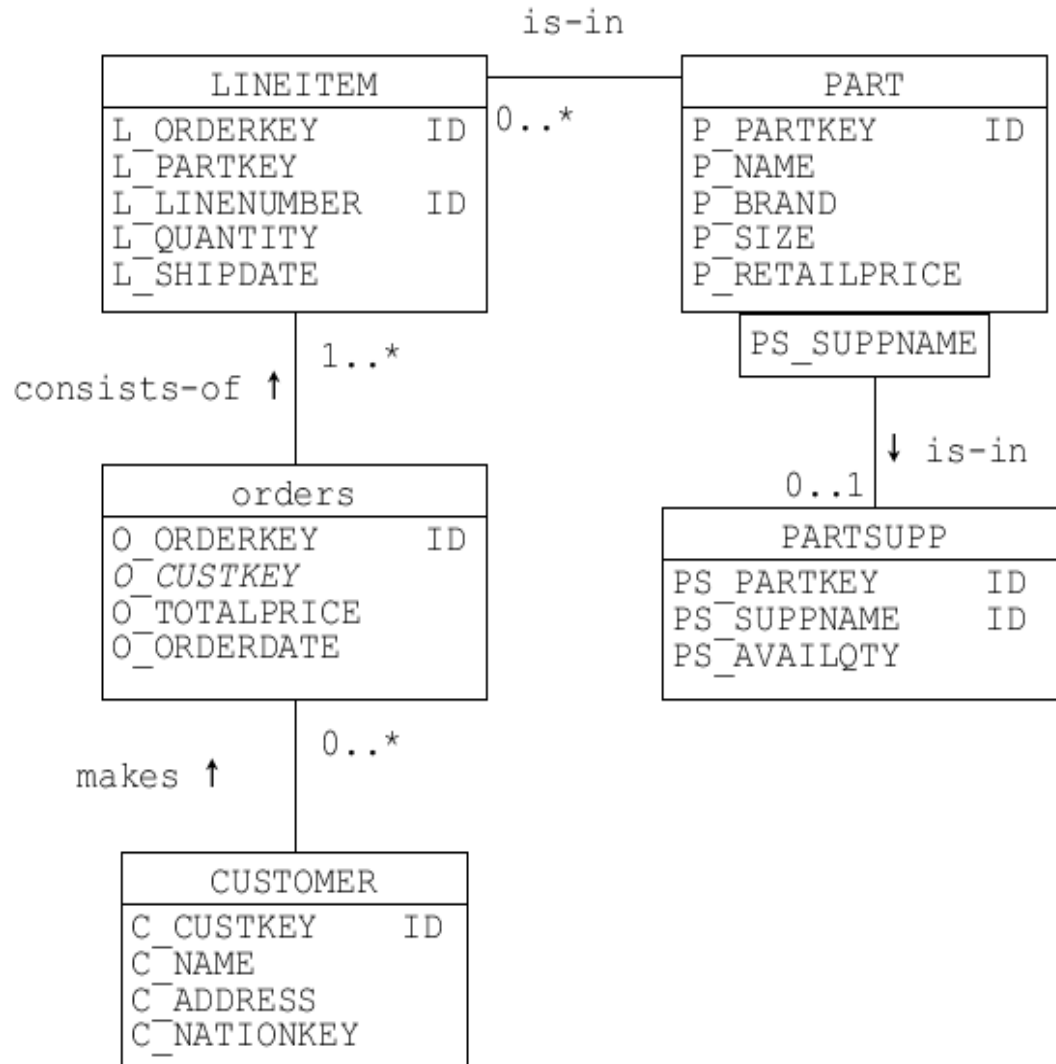 is-in
LINEITEM
L_ORDERKEY ID
L_PARTKEY
L_LINENUMBER ID
L_QUANTITY
L_SHIPDATE
0..*
PART
P_PARTKEY ID
P_NAME
P_BRAND
P_SIZE
P_RETAILPRICE
PS_SUPPNAME
1..*
consists-of ↑
↓ is-in
0..1
orders
O_ORDERKEY ID
O_CUSTKEY
O_TOTALPRICE
O_ORDERDATE
PARTSUPP
PS_PARTKEY ID
PS_SUPPNAME ID
PS_AVAILQTY
0..*
makes ↑
CUSTOMER
C_CUSTKEY ID
C_NAME
C_ADDRESS
C_NATIONKEY